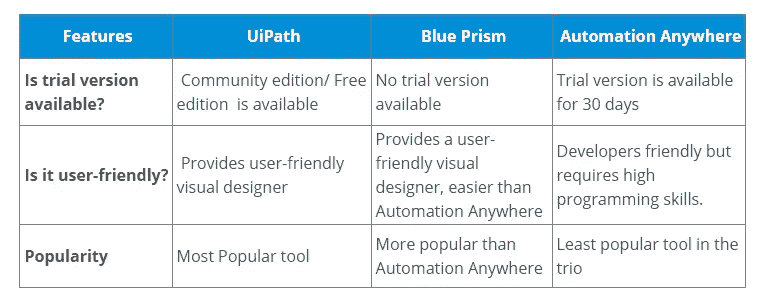 Features UiPath Blue Prism Automation Anywhere
Is trial version
available?
Community edition/ Free
edition is available
No trial version
available
Trial version is available
for 30 days
Is it user-friendly?
Provides user-friendly
visual designer
Provides a user-
friendly visual
designer, easier than
Automation Anywhere
Developers friendly but
requires high
programming skills.
Popularity
Most Popular tool
More popular than
Automation Anywhere
Least popular tool in the
trio